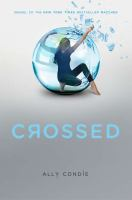 SEQUEL TO THE NEW YORK TIMES BESTSELLER MATCHED
CROSSED
ALLY CONDIE